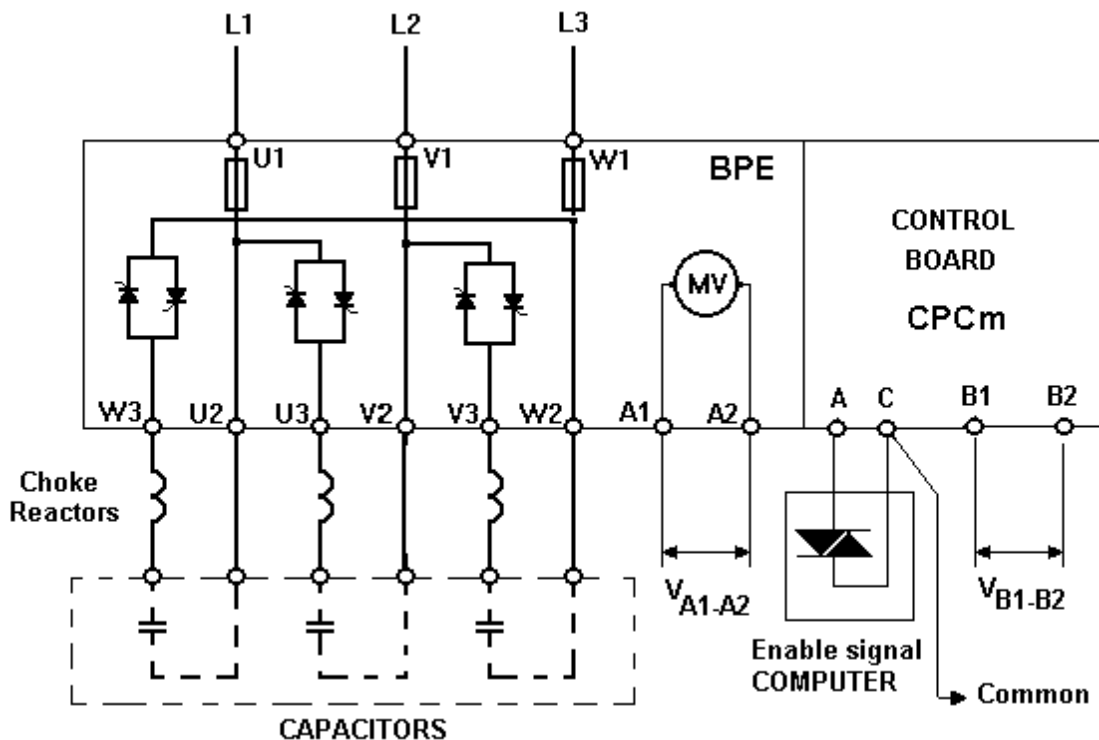 L1 L2 L3
U1 V1 W1 BPE
CONTROL
BOARD
CPCm
MV
W3 U2 U3 V2 V3 W2 A1 A2 A C B1 B2
Choke
Reactors
VA1-A2
VB1-B2
Enable signal
COMPUTER
Common
CAPACITORS